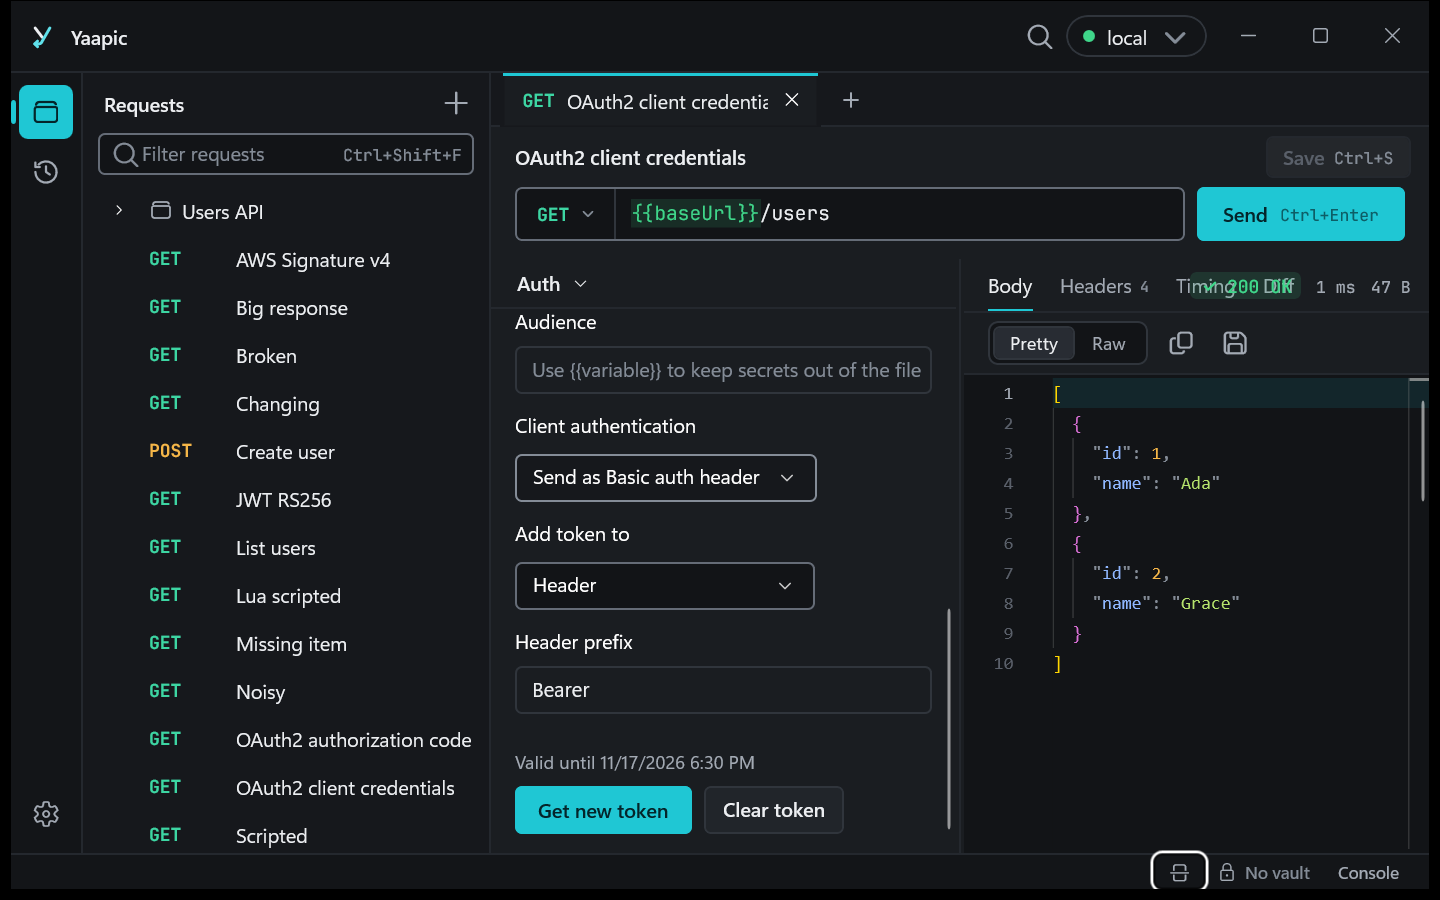 Yaapic
local
Requests
Filter requests Ctrl+Shift+F
Users API
GET AWS Signature v4
GET Big response
GET Broken
GET Changing
POST Create user
GET JWT RS256
GET List users
GET Lua scripted
GET Missing item
GET Noisy
GET OAuth2 authorization code
GET OAuth2 client credentials
GET Scripted
GET OAuth2 client credentia
OAuth2 client credentials
Save Ctrl+S
GET {{baseUrl}}/users
Send Ctrl+Enter
Auth
Audience
Use {{variable}} to keep secrets out of the file
Client authentication
Send as Basic auth header
Add token to
Header
Header prefix
Bearer
Valid until 11/17/2026 6:30 PM
Get new token
Clear token
Body Headers 4 Timing Diff 200 OK 1 ms 47 B
Pretty Raw
1 [
2 {
3 "id": 1,
4 "name": "Ada"
5 },
6 {
7 "id": 2,
8 "name": "Grace"
9 }
10 ]
No vault Console